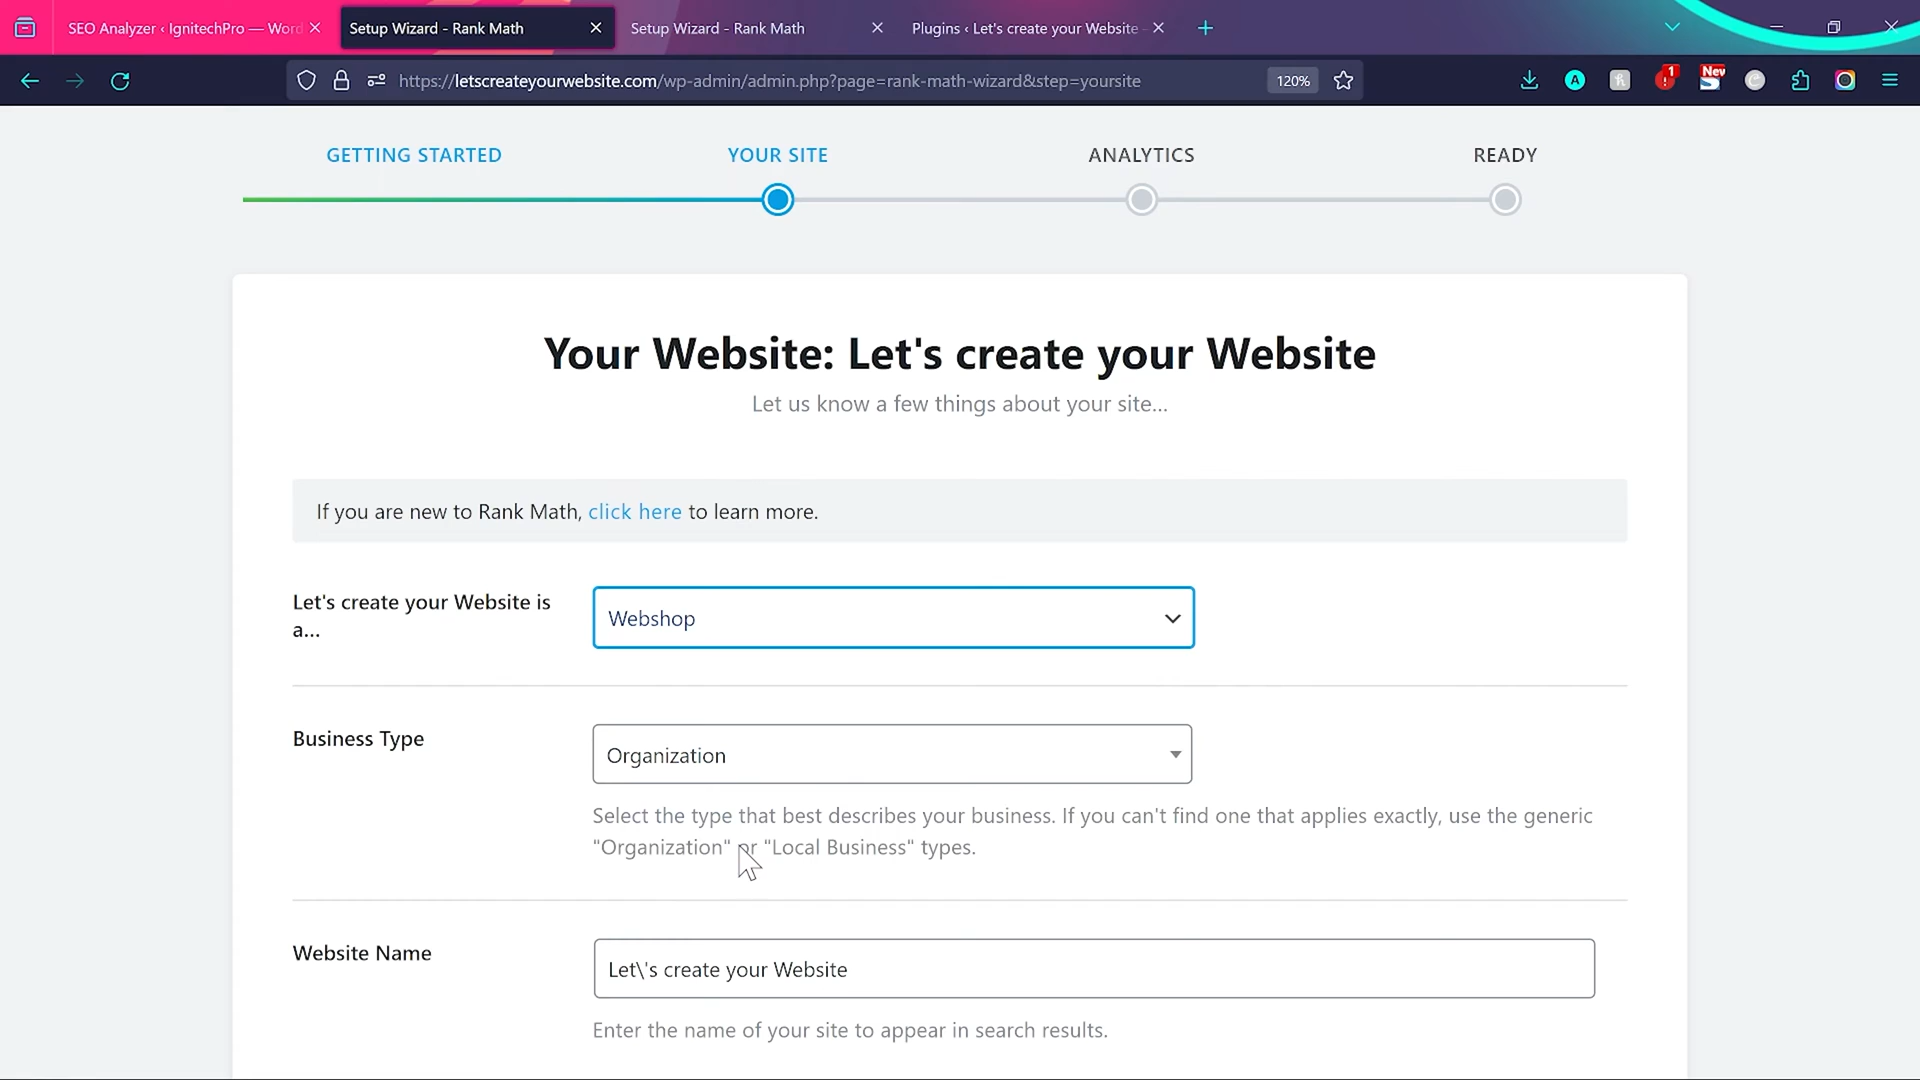 SEO Analyzer ‹ IgnitechPro — Word
Setup Wizard - Rank Math
Setup Wizard - Rank Math
Plugins ‹ Let's create your Website –
https://letscreateyourwebsite.com/wp-admin/admin.php?page=rank-math-wizard&step=yoursite
120%
A
1
New
GETTING STARTED
YOUR SITE
ANALYTICS
READY
Your Website: Let's create your Website
Let us know a few things about your site...
If you are new to Rank Math, click here to learn more.
Let's create your Website is
a...
Webshop
Business Type
Organization
Select the type that best describes your business. If you can't find one that applies exactly, use the generic
"Organization" or "Local Business" types.
Website Name
Let\'s create your Website
Enter the name of your site to appear in search results.